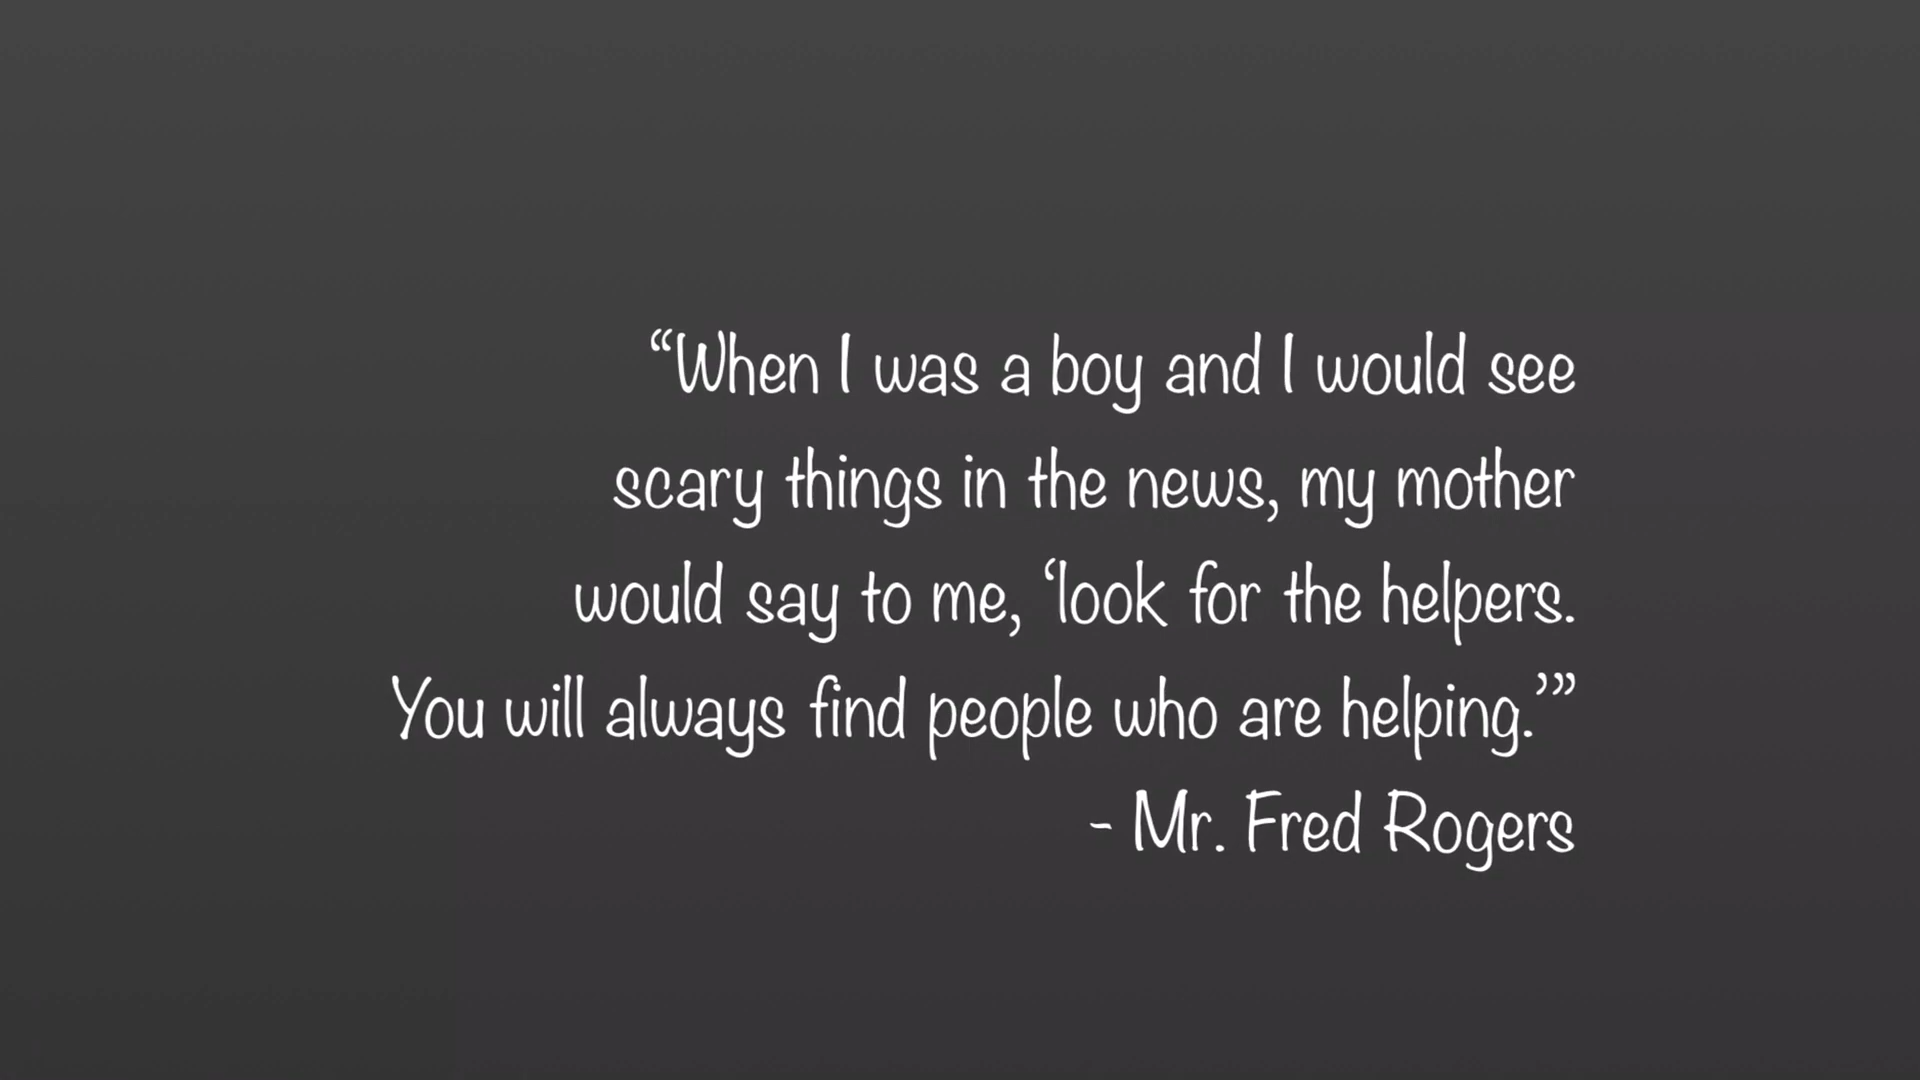 “When I was a boy and I would see
scary things in the news, my mother
would say to me, ‘look for the helpers.
You will always find people who are helping.’”
- Mr. Fred Rogers